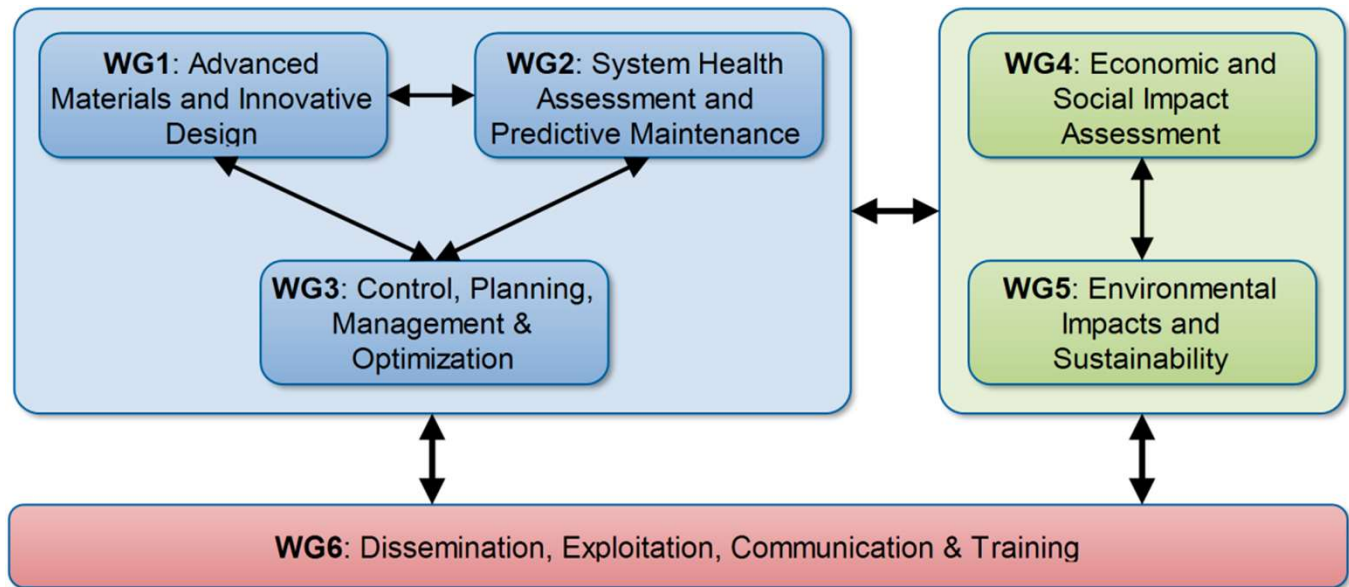 WG1: Advanced
Materials and Innovative
Design
WG2: System Health
Assessment and
Predictive Maintenance
WG3: Control, Planning,
Management &
Optimization
WG4: Economic and
Social Impact
Assessment
WG5: Environmental
Impacts and
Sustainability
WG6: Dissemination, Exploitation, Communication & Training